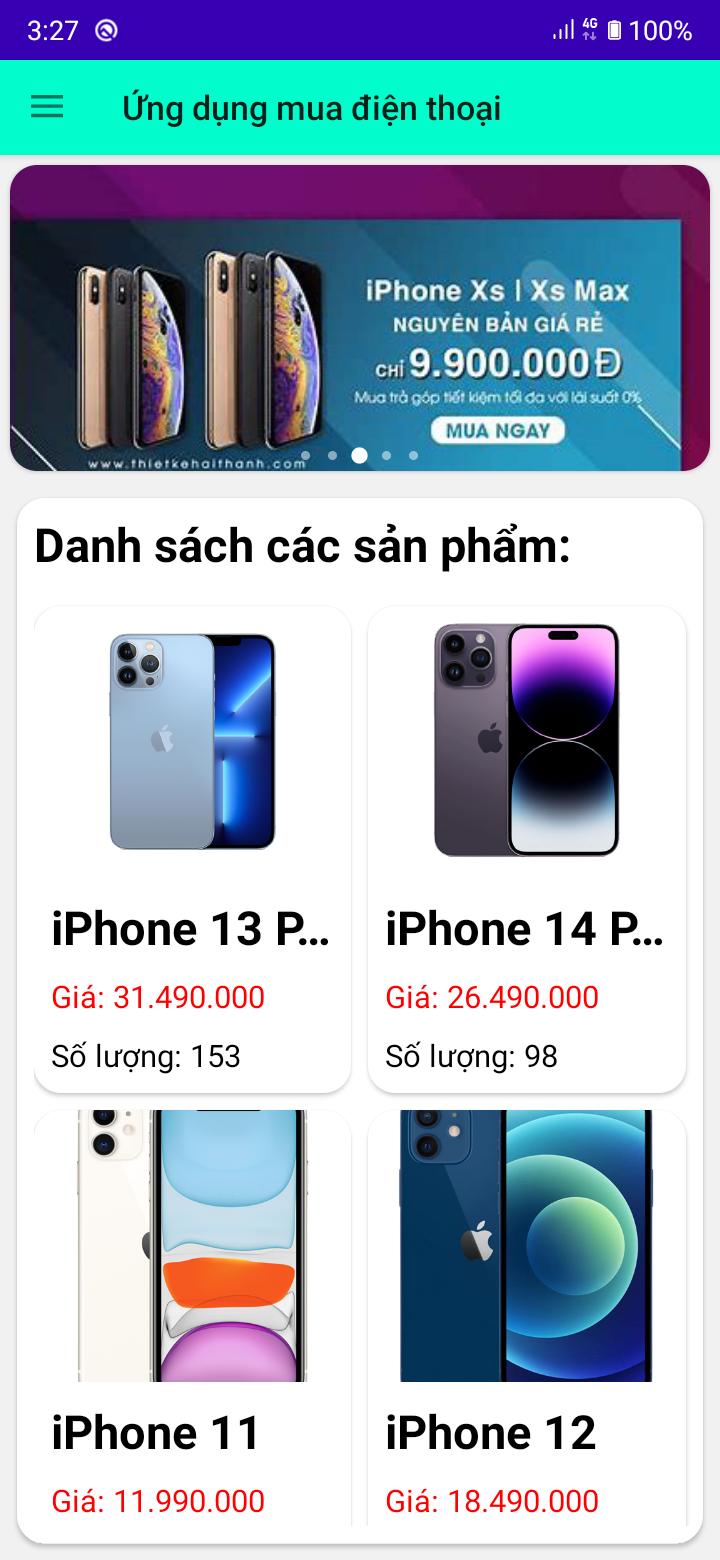 3:27
4G
100%
Ứng dụng mua điện thoại
iPhone Xs | Xs Max
NGUYÊN BẢN GIÁ RẺ
CHỈ 9.900.000Đ
Mua trả góp tiết kiệm tối đa với lãi suất 0%
MUA NGAY
www.thietkehaithanh.com
Danh sách các sản phẩm:
iPhone 13 P...
Giá: 31.490.000
Số lượng: 153
iPhone 14 P...
Giá: 26.490.000
Số lượng: 98
iPhone 11
Giá: 11.990.000
iPhone 12
Giá: 18.490.000